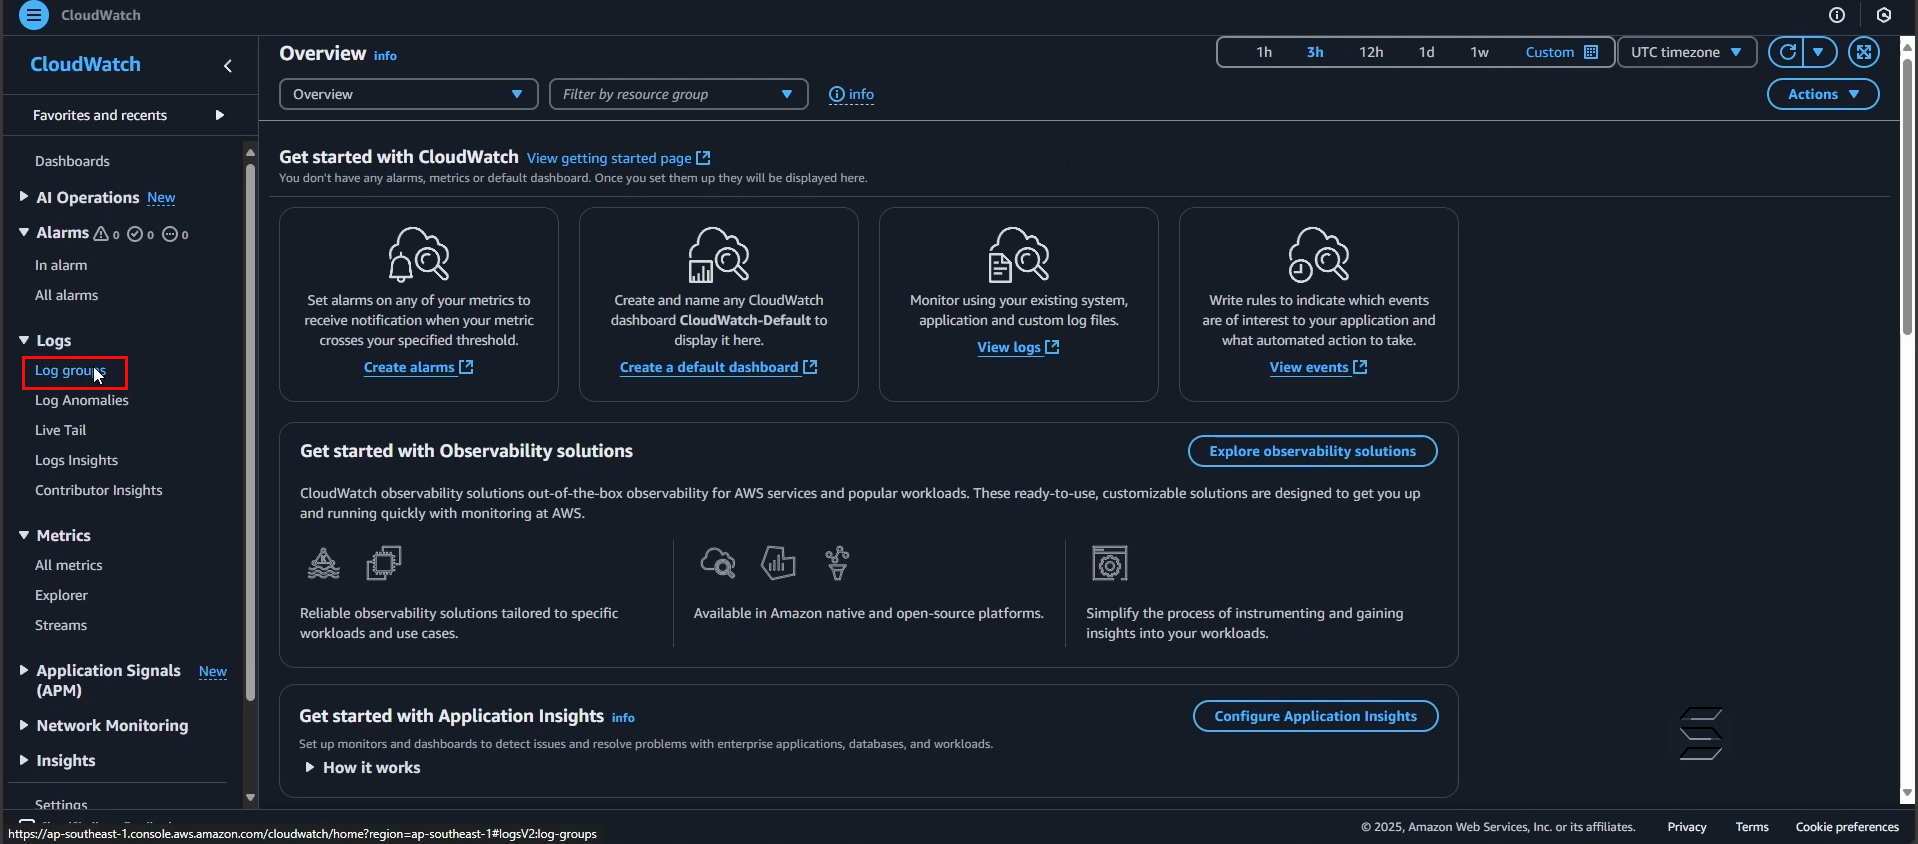 CloudWatch
CloudWatch
Favorites and recents
Dashboards
AI Operations New
Alarms 0 0 0
In alarm
All alarms
Logs
Log groups
Log Anomalies
Live Tail
Logs Insights
Contributor Insights
Metrics
All metrics
Explorer
Streams
Application Signals New
(APM)
Network Monitoring
Insights
Settings
Overview info
1h 3h 12h 1d 1w Custom UTC timezone
Overview Filter by resource group info Actions
Get started with CloudWatch View getting started page
You don't have any alarms, metrics or default dashboard. Once you set them up they will be displayed here.
Set alarms on any of your metrics to
receive notification when your metric
crosses your specified threshold.
Create alarms
Create and name any CloudWatch
dashboard CloudWatch-Default to
display it here.
Create a default dashboard
Monitor using your existing system,
application and custom log files.
View logs
Write rules to indicate which events
are of interest to your application and
what automated action to take.
View events
Get started with Observability solutions Explore observability solutions
CloudWatch observability solutions out-of-the-box observability for AWS services and popular workloads. These ready-to-use, customizable solutions are designed to get you up
and running quickly with monitoring at AWS.
Reliable observability solutions tailored to specific
workloads and use cases.
Available in Amazon native and open-source platforms.
Simplify the process of instrumenting and gaining
insights into your workloads.
Get started with Application Insights info Configure Application Insights
Set up monitors and dashboards to detect issues and resolve problems with enterprise applications, databases, and workloads.
How it works
https://ap-southeast-1.console.aws.amazon.com/cloudwatch/home?region=ap-southeast-1#logsV2:log-groups
© 2025, Amazon Web Services, Inc. or its affiliates. Privacy Terms Cookie preferences